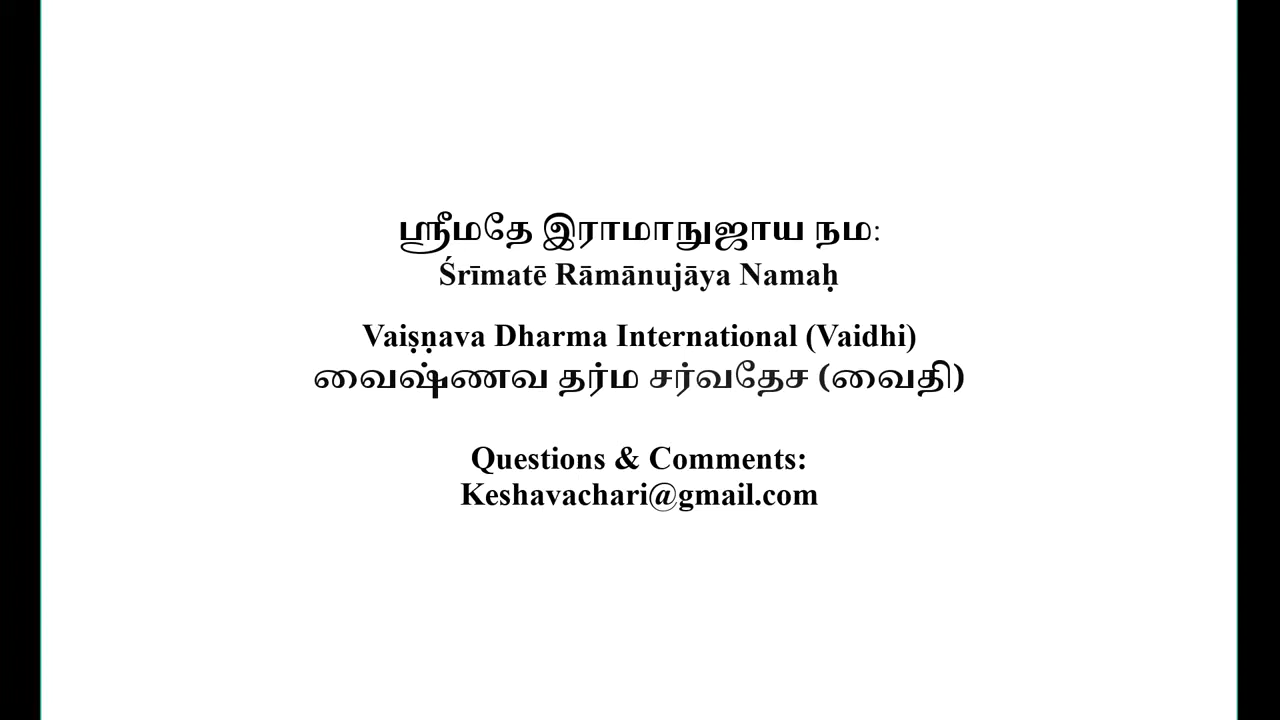 ஸ்ரீமதே இராமாநுஜாய நம:
Śrīmatē Rāmānujāya Namaḥ
Vaiṣṇava Dharma International (Vaidhi)
வைஷ்ணவ தர்ம சர்வதேச (வைதி)
Questions & Comments:
Keshavachari@gmail.com